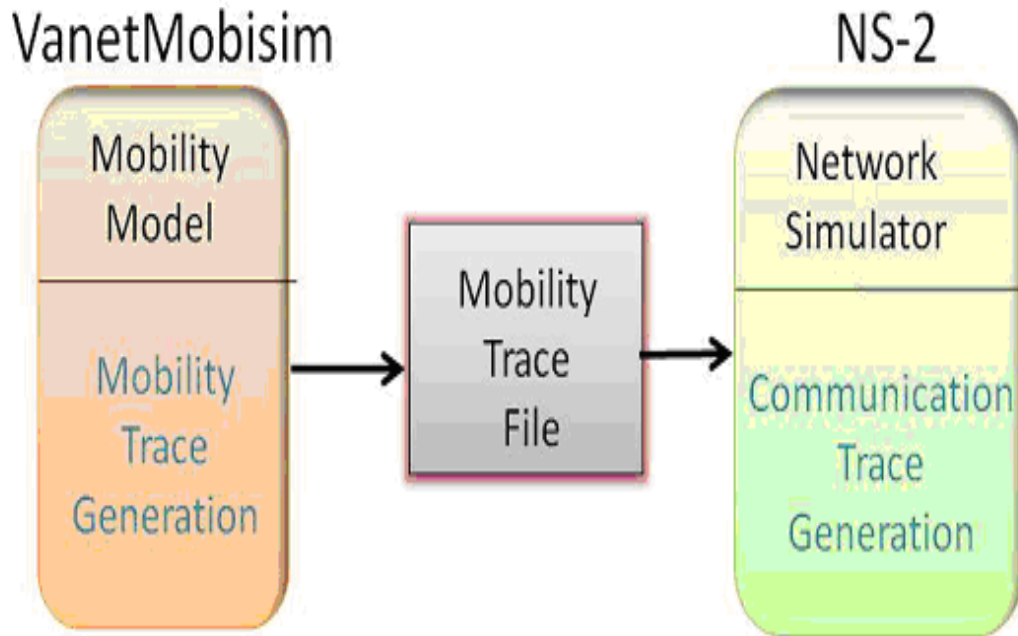 VanetMobisim
Mobility
Model
Mobility
Trace
Generation
Mobility
Trace
File
NS-2
Network
Simulator
Communication
Trace
Generation